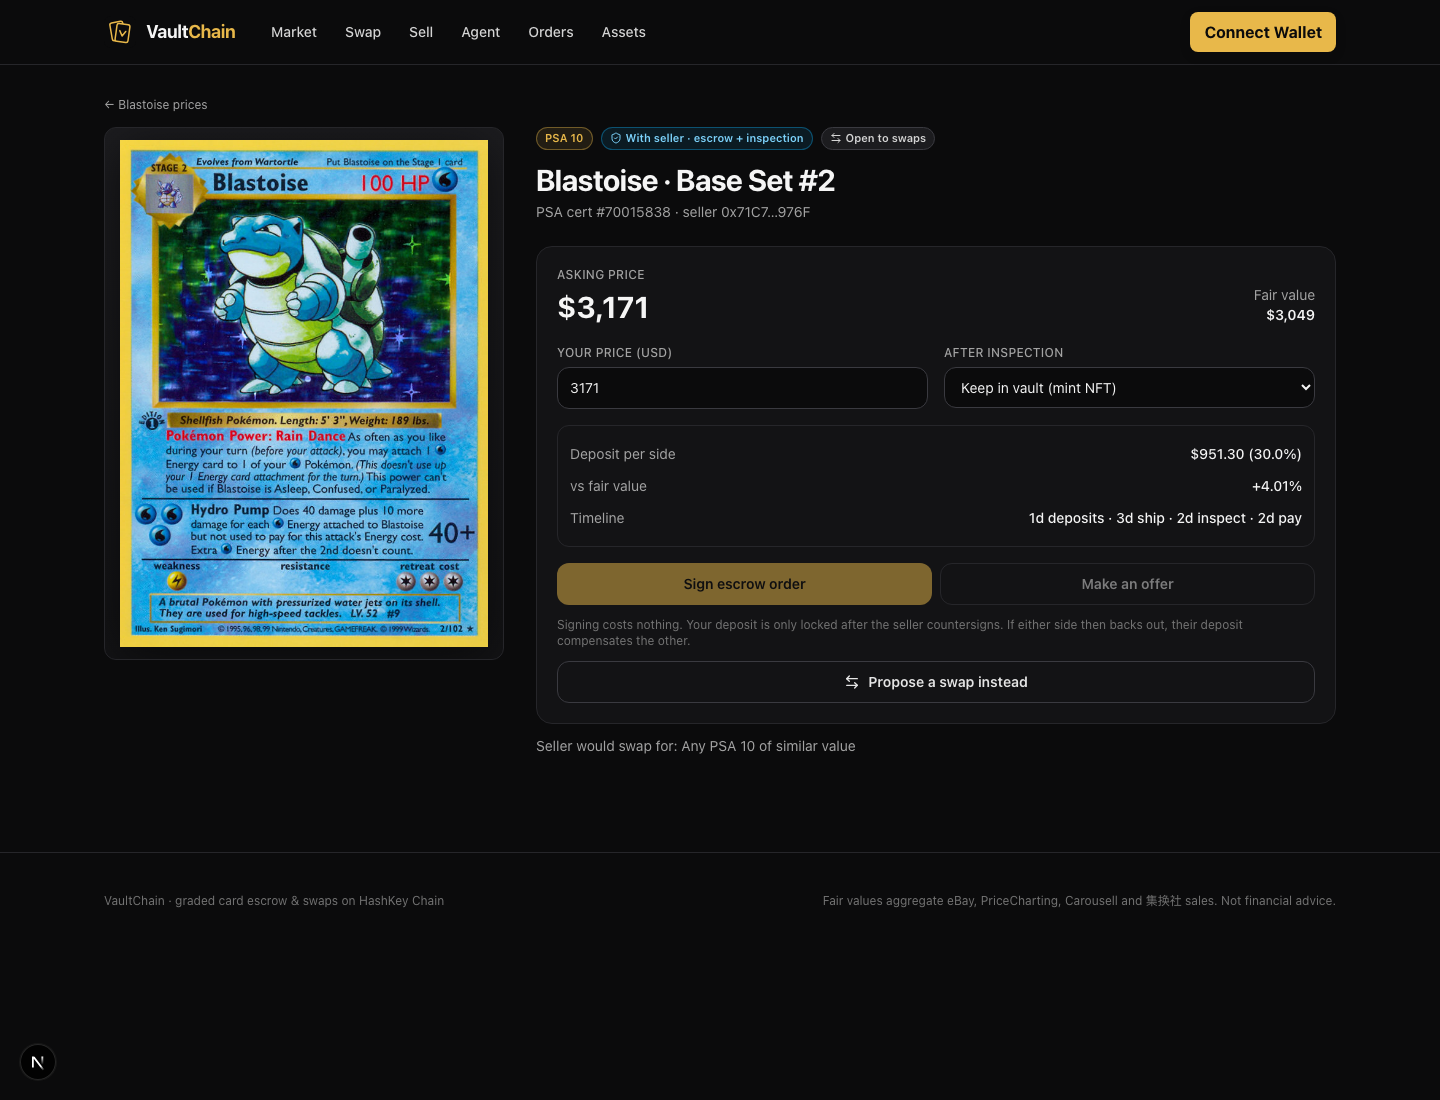 VaultChain
Market
Swap
Sell
Agent
Orders
Assets
Connect Wallet
← Blastoise prices
STAGE 2
Evolves from Wartortle
Put Blastoise on the Stage 1 card
Blastoise
100 HP
EDITION
1
Shellfish Pokémon. Length: 5' 3", Weight: 189 lbs.
Pokémon Power: Rain Dance As often as you like
during your turn (before your attack), you may attach 1
Energy card to 1 of your Pokémon. (This doesn't use up
your 1 Energy card attachment for the turn.) This power can't
be used if Blastoise is Asleep, Confused, or Paralyzed.
Hydro Pump Does 40 damage plus 10 more
damage for each Energy attached to Blastoise
but not used to pay for this attack's Energy cost.
Extra Energy after the 2nd doesn't count.
40+
weakness
resistance
retreat cost
A brutal Pokémon with pressurized water jets on its shell.
They are used for high-speed tackles. LV. 52 #9
Illus. Ken Sugimori
© 1995, 96, 98, 99 Nintendo, Creatures, GAMEFREAK. © 1999 Wizards.
2/102 ★
PSA 10
With seller · escrow + inspection
Open to swaps
Blastoise · Base Set #2
PSA cert #70015838 · seller 0x71C7…976F
ASKING PRICE
$3,171
Fair value
$3,049
YOUR PRICE (USD)
3171
AFTER INSPECTION
Keep in vault (mint NFT)
Deposit per side
$951.30 (30.0%)
vs fair value
+4.01%
Timeline
1d deposits · 3d ship · 2d inspect · 2d pay
Sign escrow order
Make an offer
Signing costs nothing. Your deposit is only locked after the seller countersigns. If either side then backs out, their deposit
compensates the other.
Propose a swap instead
Seller would swap for: Any PSA 10 of similar value
VaultChain · graded card escrow & swaps on HashKey Chain
Fair values aggregate eBay, PriceCharting, Carousell and 集換社 sales. Not financial advice.
N